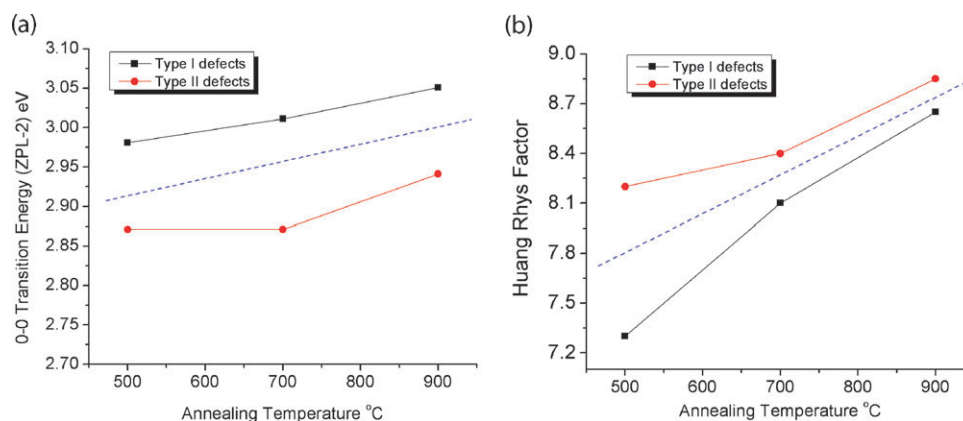 (a)
3.10
3.05
3.00
2.95
2.90
2.85
2.80
2.75
2.70
0-0 Transition Energy (ZPL-2) eV
Type I defects
Type II defects
500 600 700 800 900
Annealing Temperature °C
(b)
9.0
8.7
8.4
8.1
7.8
7.5
7.2
Huang Rhys Factor
Type I defects
Type II defects
500 600 700 800 900
Annealing Temperature °C